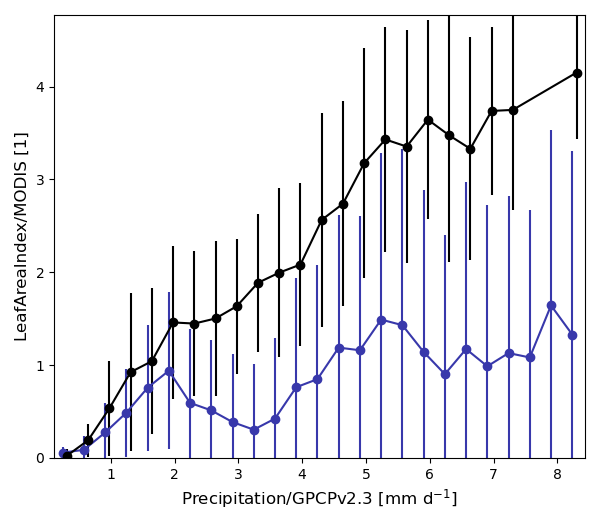 4
3
2
1
0
LeafAreaIndex/MODIS [1]
1 2 3 4 5 6 7 8
Precipitation/GPCPv2.3 [mm d⁻¹]